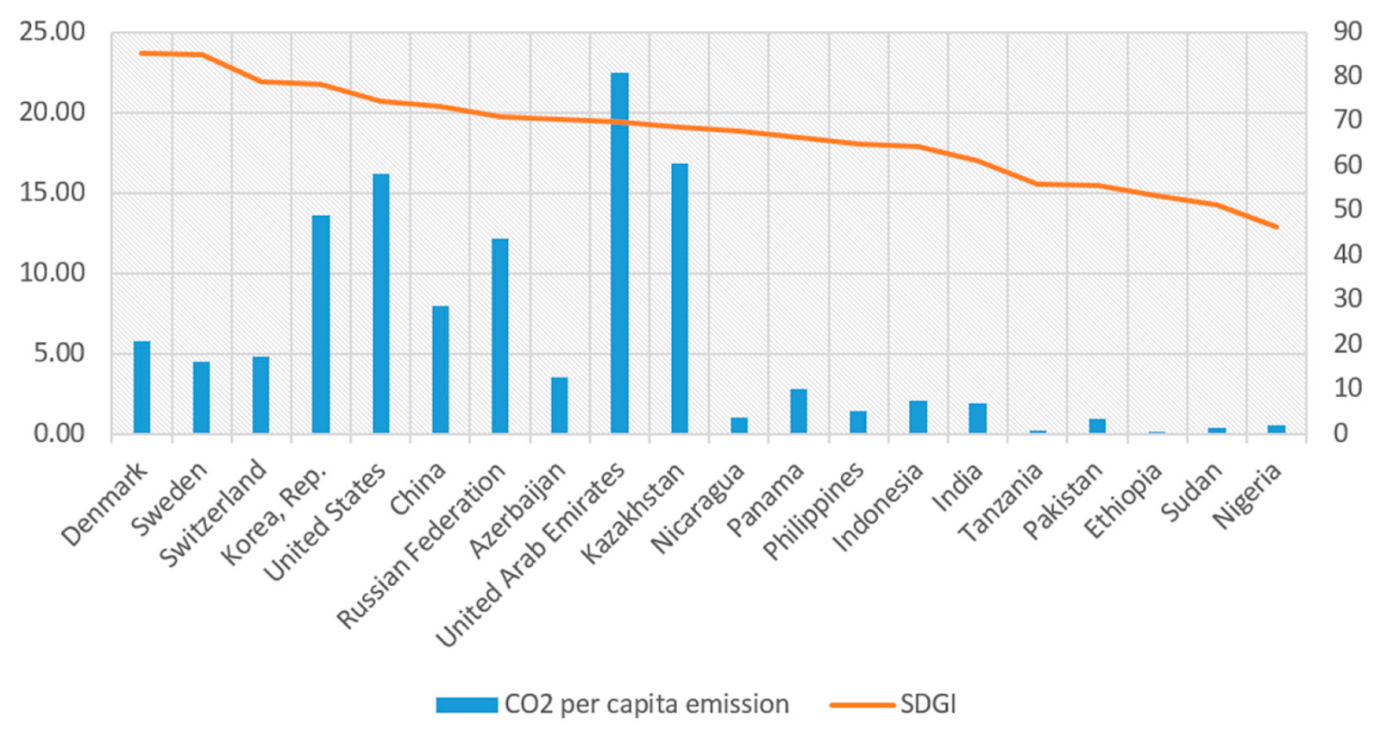 25.00
20.00
15.00
10.00
5.00
0.00
90
80
70
60
50
40
30
20
10
0
Denmark
Sweden
Switzerland
Korea, Rep.
United States
China
Russian Federation
Azerbaijan
United Arab Emirates
Kazakhstan
Nicaragua
Panama
Philippines
Indonesia
India
Tanzania
Pakistan
Ethiopia
Sudan
Nigeria
CO2 per capita emission
SDGI